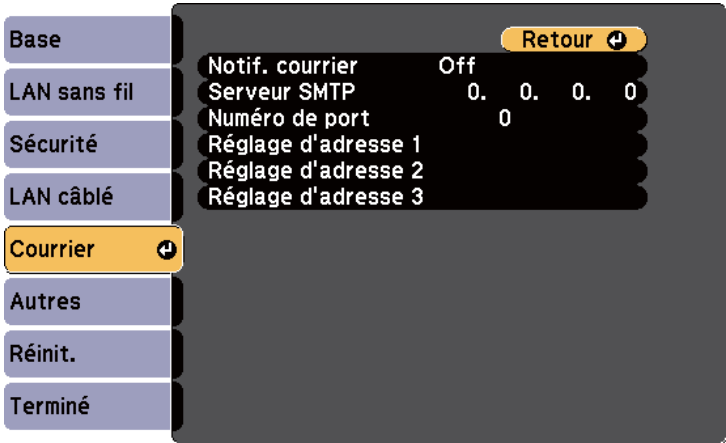 Base
LAN sans fil
Sécurité
LAN câblé
Courrier
Autres
Réinit.
Terminé
Retour
Notif. courrier Off
Serveur SMTP 0. 0. 0. 0
Numéro de port 0
Réglage d'adresse 1
Réglage d'adresse 2
Réglage d'adresse 3